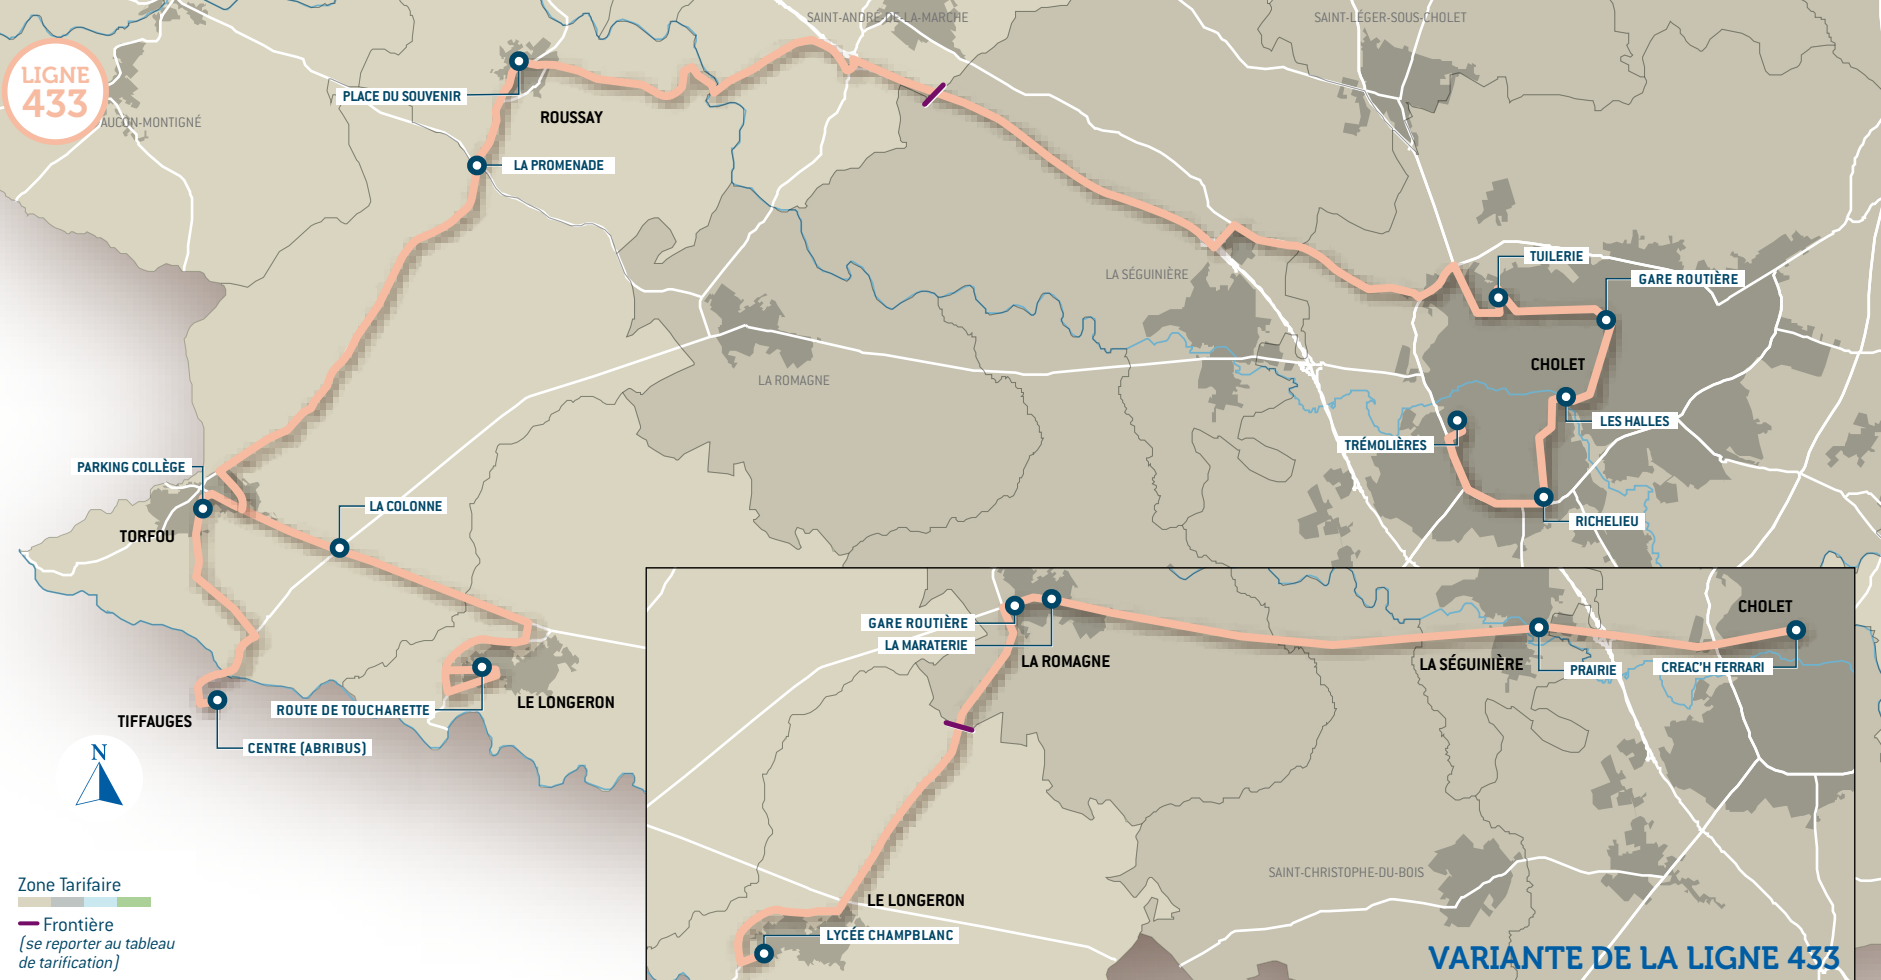 LIGNE
433
SAINT-ANDRÉ-DE-LA-MARCHE
SAINT-LÉGER-SOUS-CHOLET
AUCON-MONTIGNÉ
PLACE DU SOUVENIR
ROUSSAY
LA PROMENADE
LA SÉGUINIÈRE
TUILERIE
GARE ROUTIÈRE
LA ROMAGNE
CHOLET
LES HALLES
TRÉMOLIÈRES
RICHELIEU
PARKING COLLÈGE
LA COLONNE
TORFOU
LE LONGERON
ROUTE DE TOUCHARETTE
TIFFAUGES
CENTRE (ABRIBUS)
N
Zone Tarifaire
Frontière
(se reporter au tableau
de tarification)
GARE ROUTIÈRE
LA MARATERIE
LA ROMAGNE
CHOLET
LA SÉGUINIÈRE
PRAIRIE
CREAC'H FERRARI
SAINT-CHRISTOPHE-DU-BOIS
LE LONGERON
LYCÉE CHAMPBLANC
VARIANTE DE LA LIGNE 433